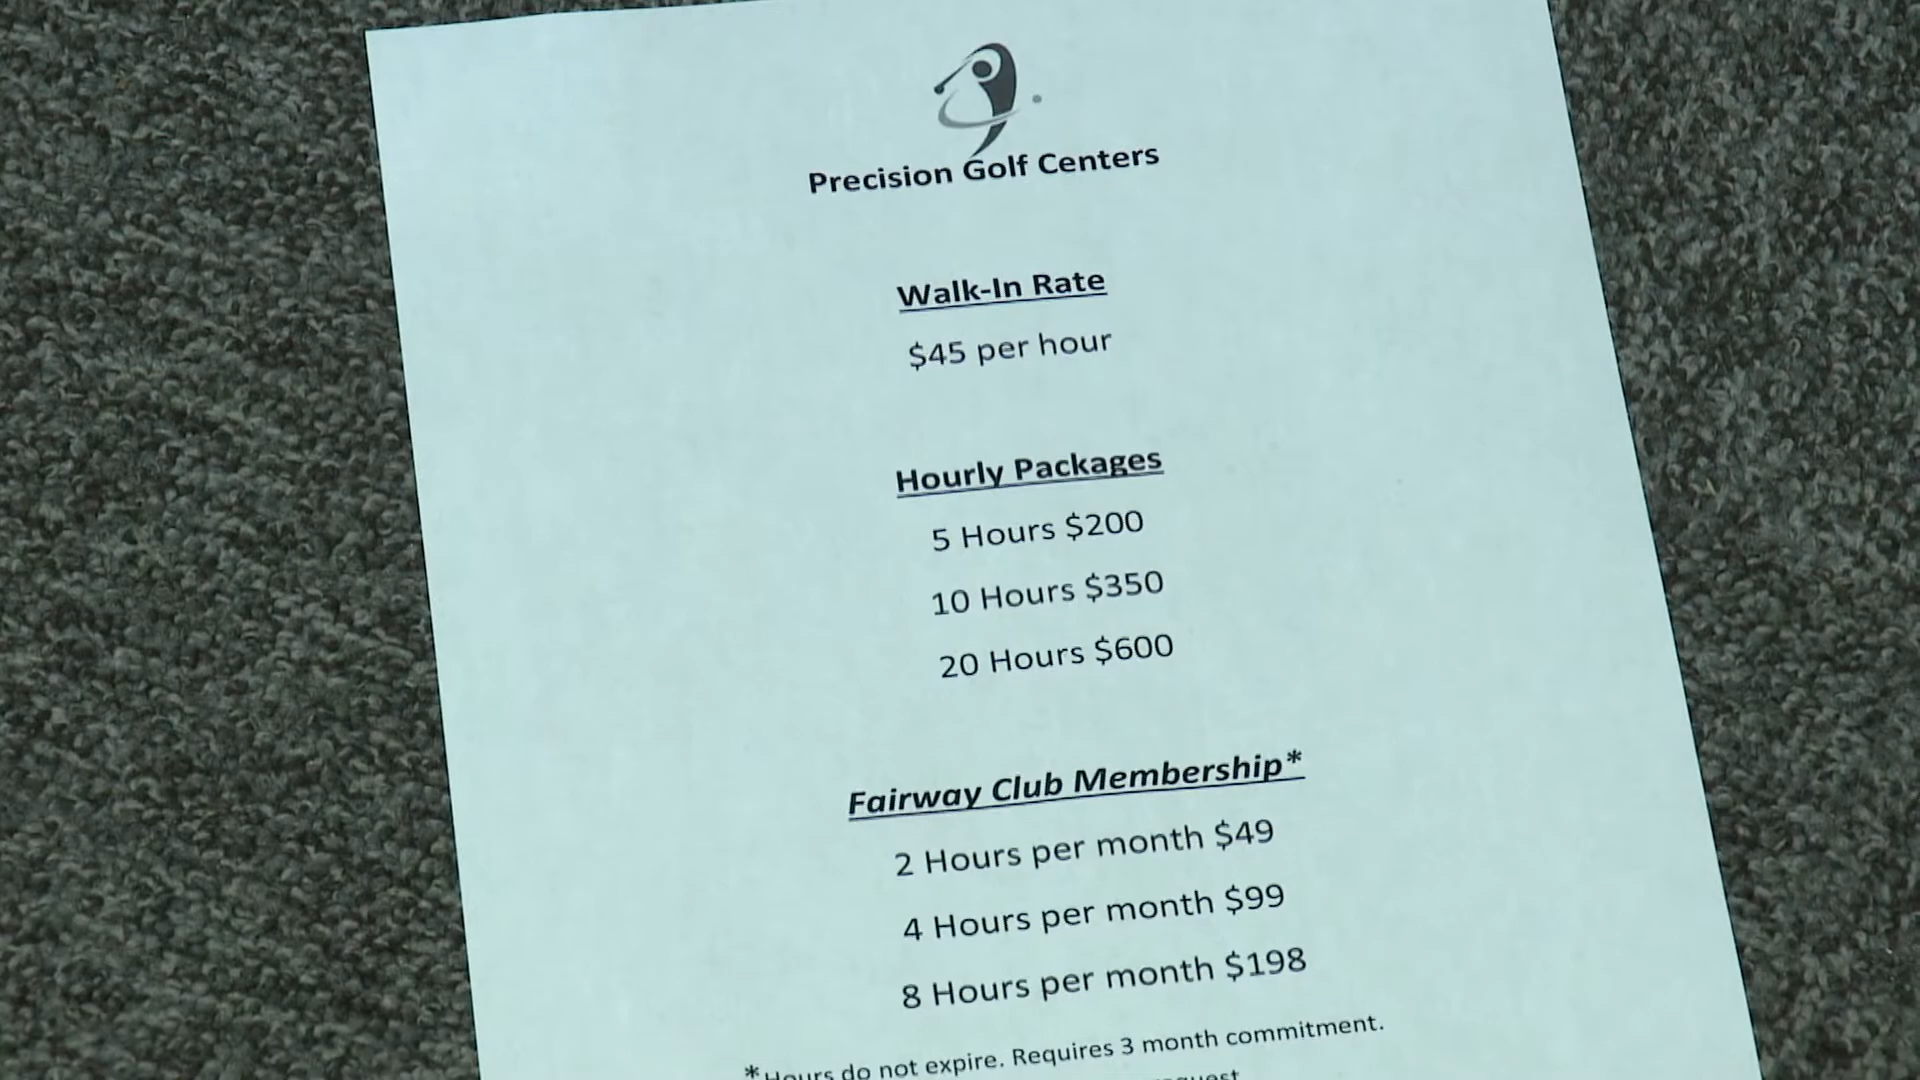 Precision Golf Centers
Walk-In Rate
$45 per hour
Hourly Packages
5 Hours $200
10 Hours $350
20 Hours $600
Fairway Club Membership*
2 Hours per month $49
4 Hours per month $99
8 Hours per month $198
*Hours do not expire. Requires 3 month commitment.